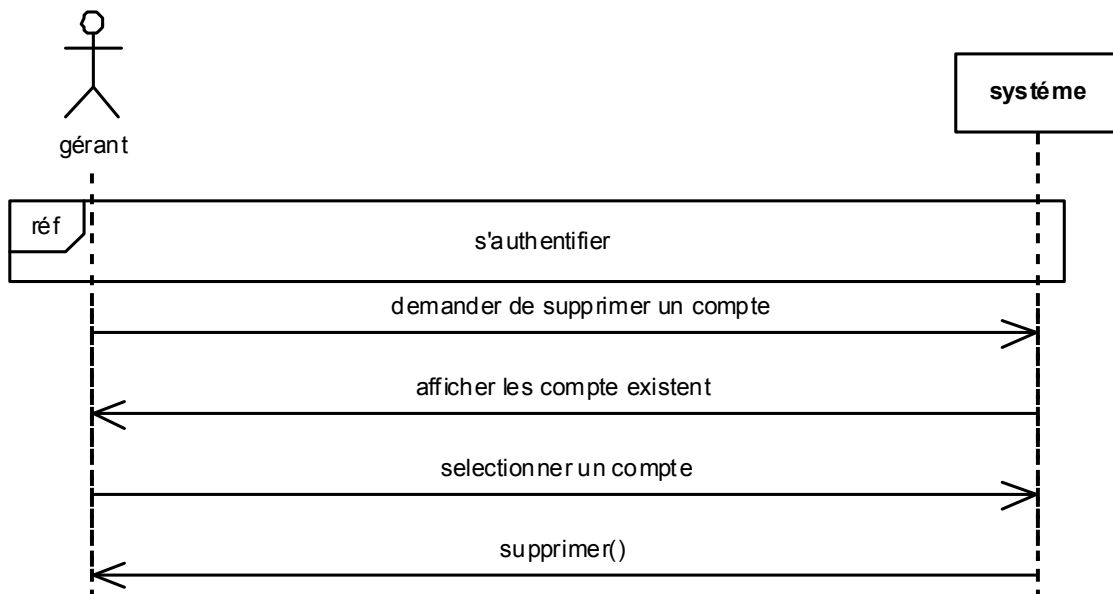 gérant
systéme
réf
s'authentifier
demander de supprimer un compte
afficher les compte existent
selectionner un compte
supprimer()